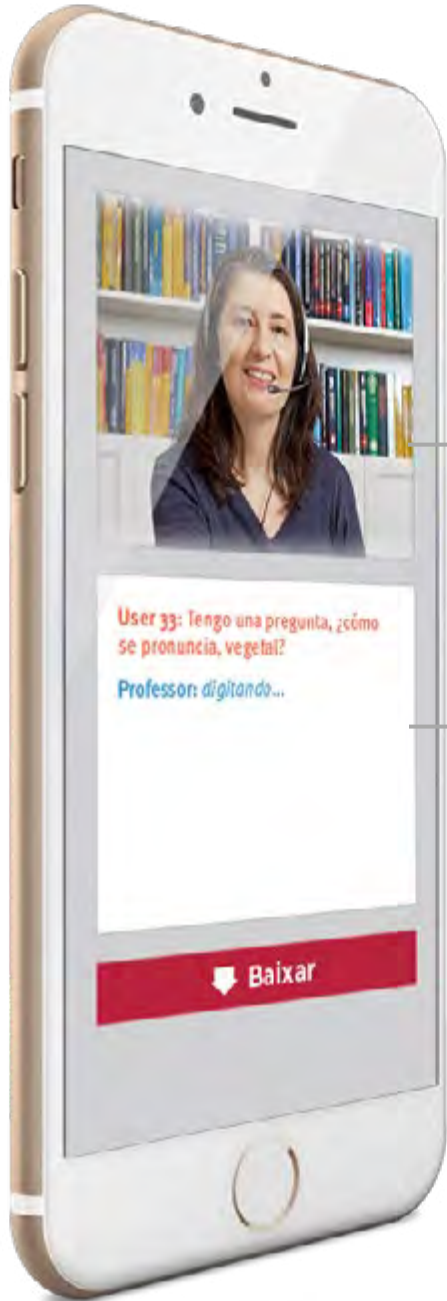 User 33: Tengo una pregunta, ¿cómo
se pronuncia, vegetal?
Professor: digitando...
Baixar